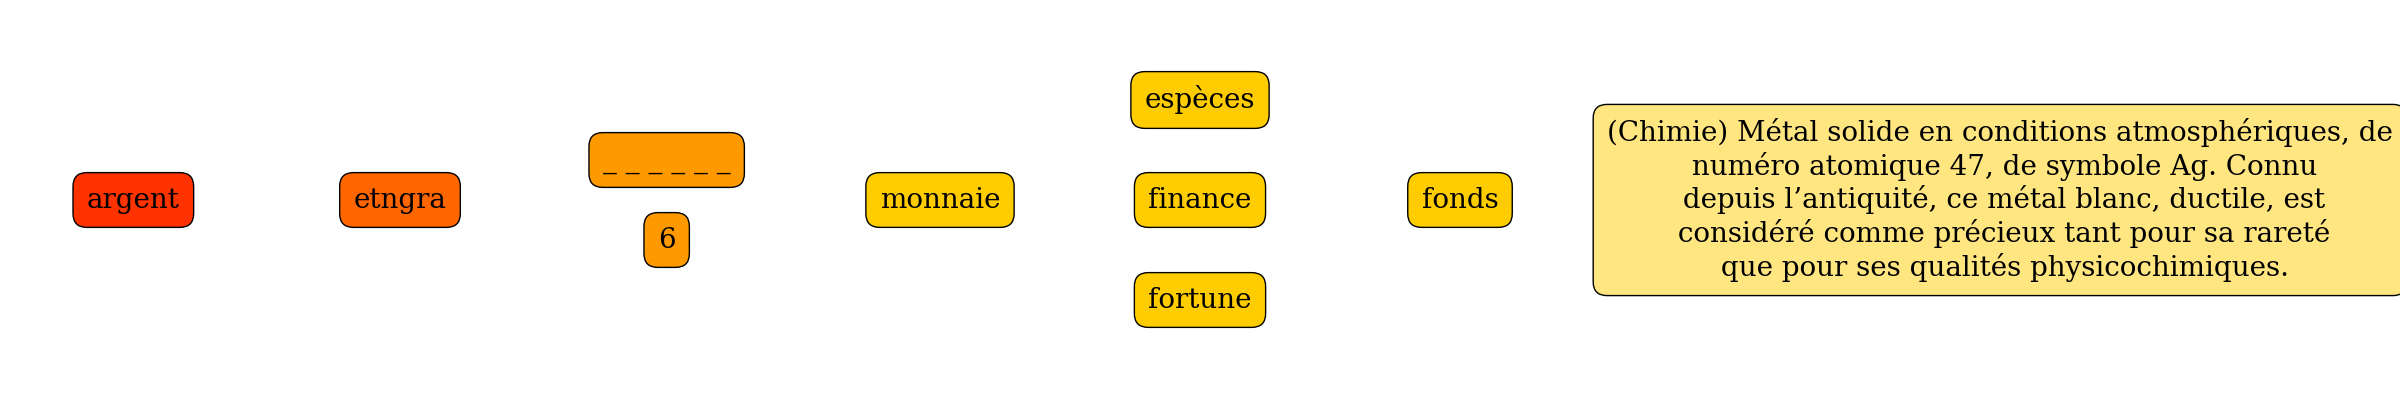 argent
etngra
_ _ _ _ _ _
6
monnaie
espèces
finance
fortune
fonds
(Chimie) Métal solide en conditions atmosphériques, de
numéro atomique 47, de symbole Ag. Connu
depuis l’antiquité, ce métal blanc, ductile, est
considéré comme précieux tant pour sa rareté
que pour ses qualités physicochimiques.